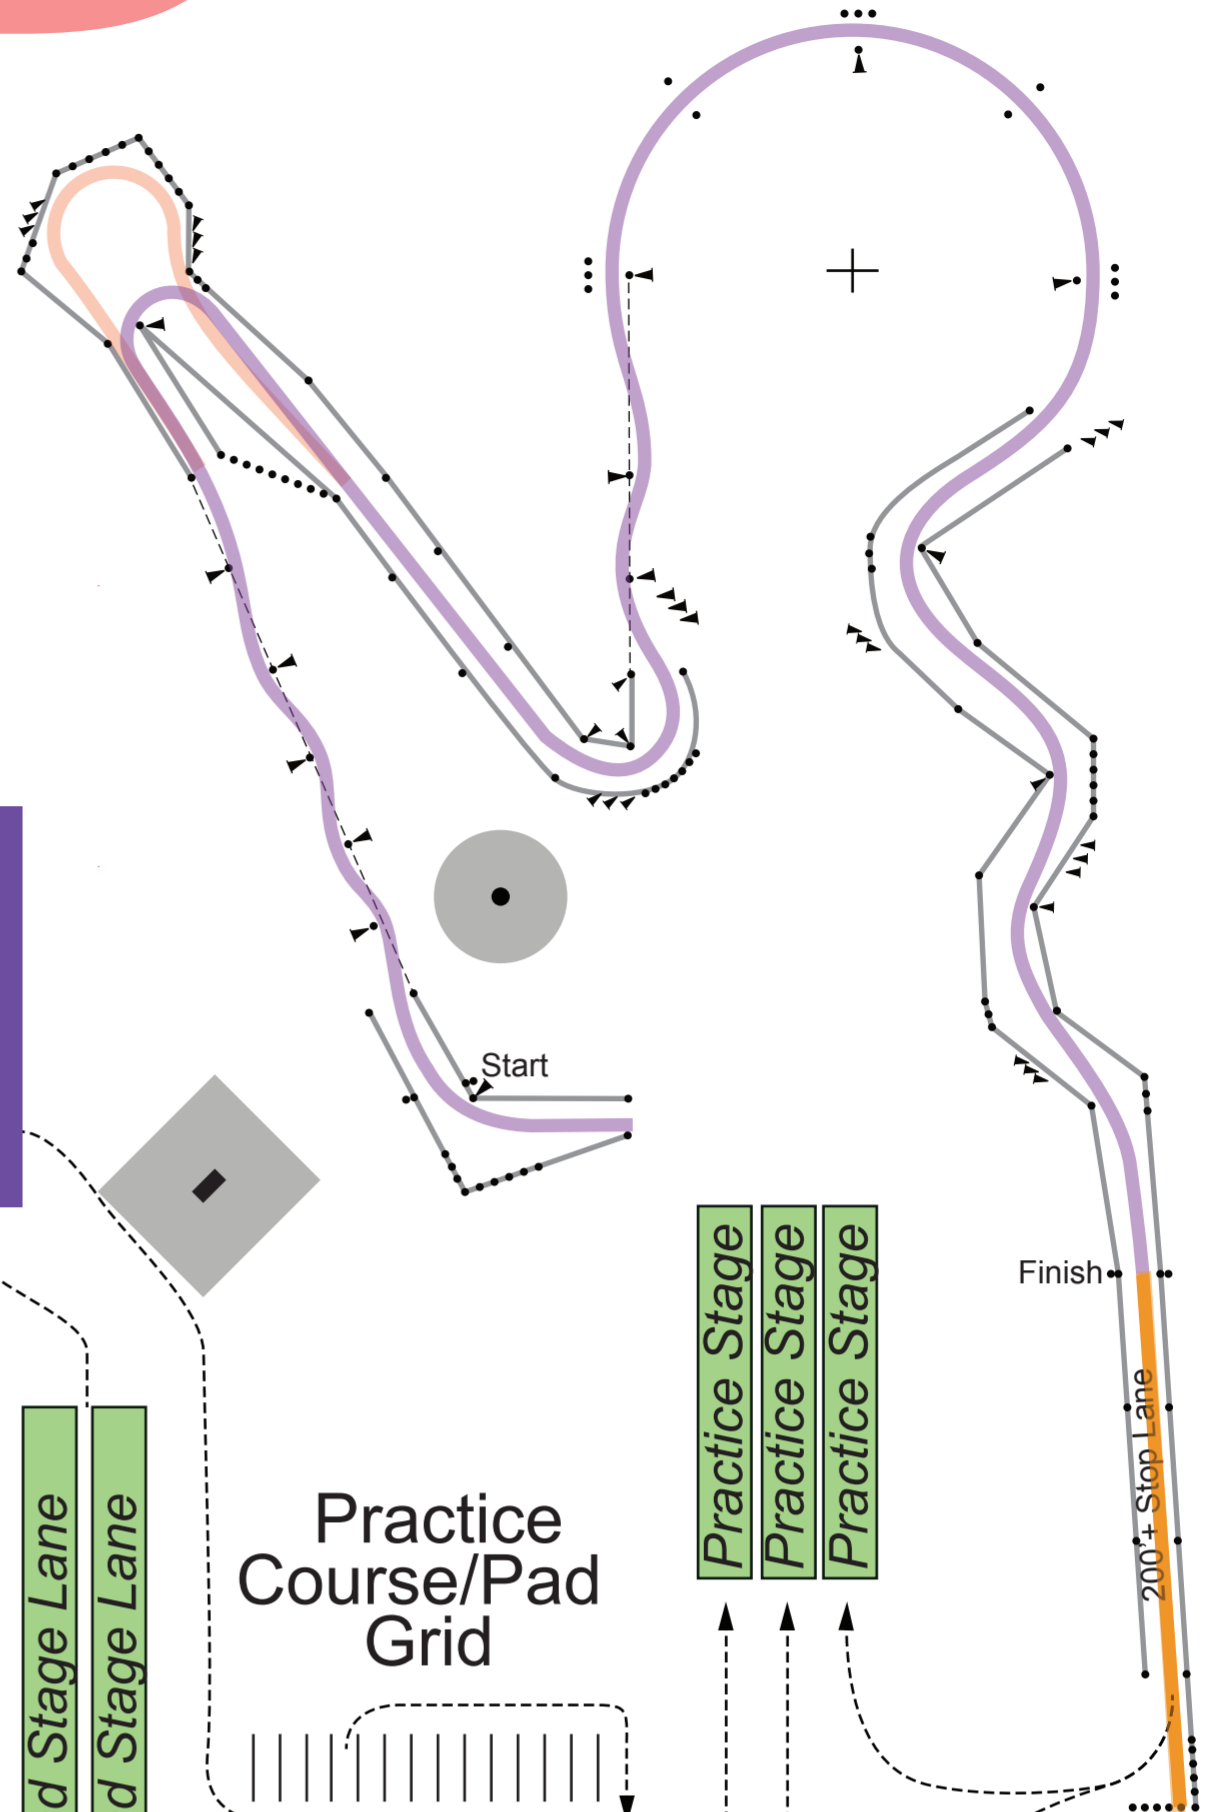 Start
Finish
Practice Stage
Practice Stage
Practice Stage
200'+ Stop Lane
Practice
Course/Pad
Grid
d Stage Lane
d Stage Lane